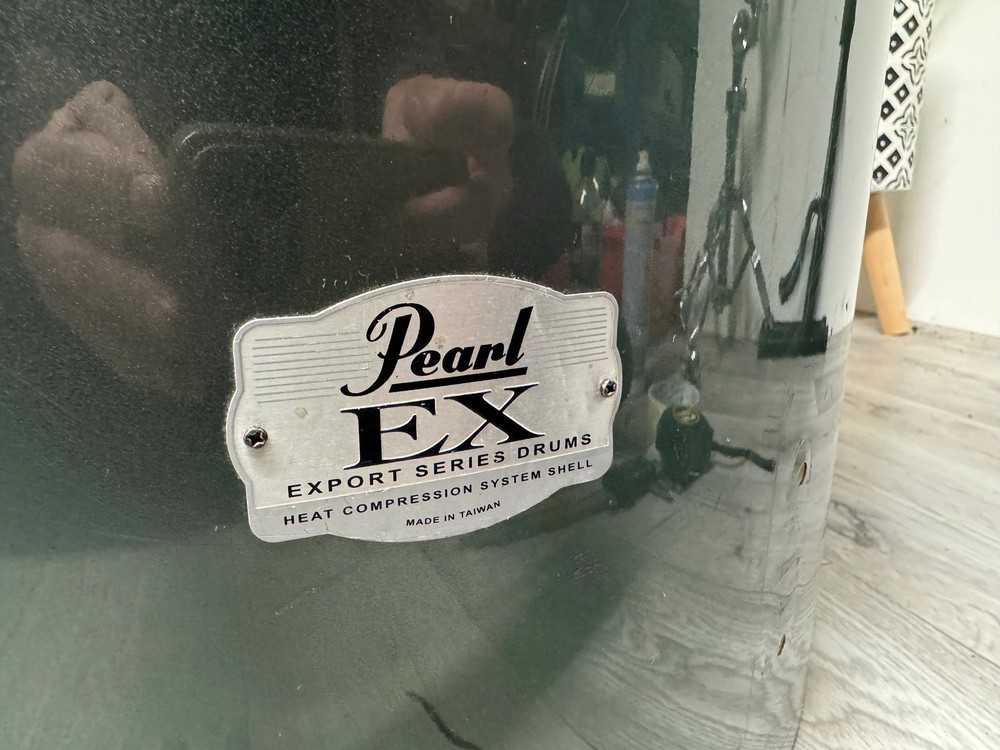 Pearl
EX
EXPORT SERIES DRUMS
HEAT COMPRESSION SYSTEM SHELL
MADE IN TAIWAN